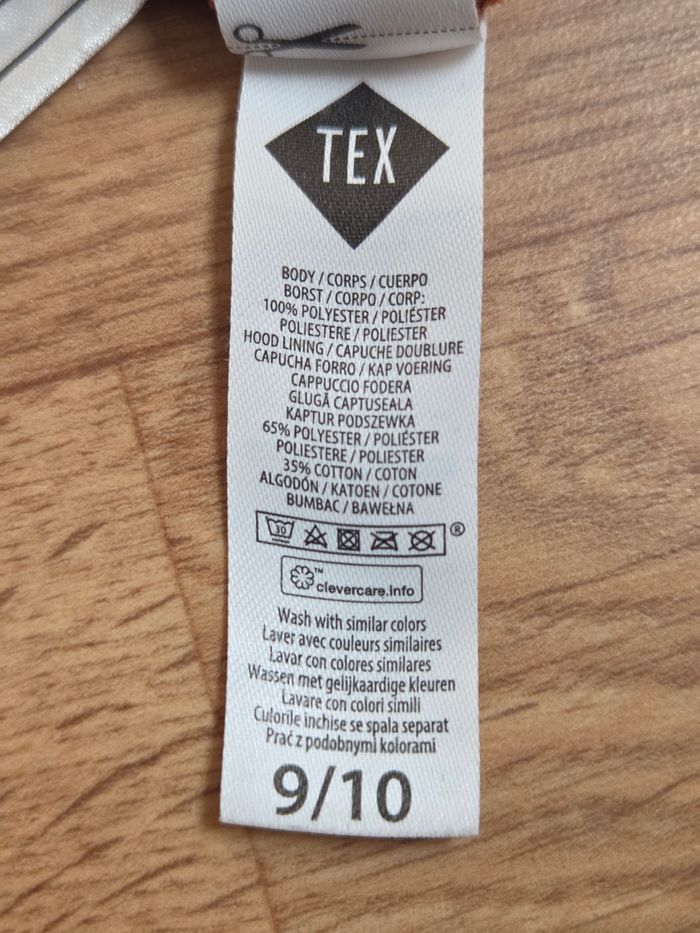 TEX
BODY / CORPS / CUERPO
BORST / CORPO / CORP:
100% POLYESTER / POLIÉSTER
POLIESTERE / POLIESTER
HOOD LINING / CAPUCHE DOUBLURE
CAPUCHA FORRO / KAP VOERING
CAPPUCCIO FODERA
GLUGĂ CAPTUSEALA
KAPTUR PODSZEWKA
65% POLYESTER / POLIÉSTER
POLIESTERE / POLIESTER
35% COTTON / COTON
ALGODÓN / KATOEN / COTONE
BUMBAC / BAWEŁNA
30 ®
™ clevercare.info
Wash with similar colors
Laver avec couleurs similaires
Lavar con colores similares
Wassen met gelijkaardige kleuren
Lavare con colori simili
Culorile inchise se spala separat
Prać z podobnymi kolorami
9/10